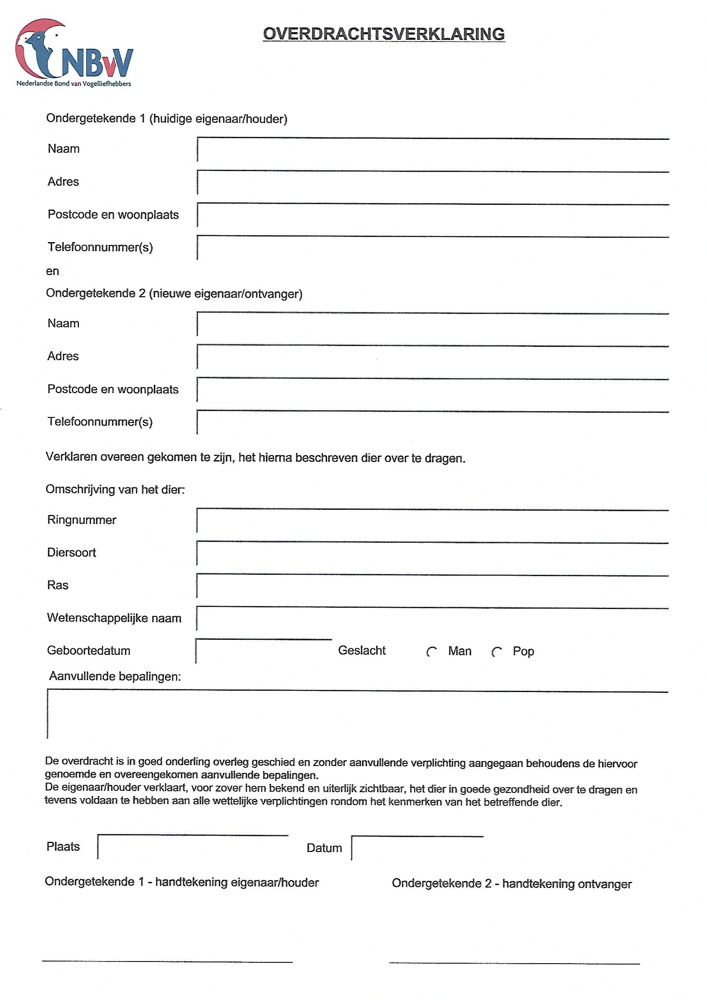 OVERDRACHTSVERKLARING
NBvV
Nederlandse Bond van Vogelliefhebbers
Ondergetekende 1 (huidige eigenaar/houder)
Naam
Adres
Postcode en woonplaats
Telefoonnummer(s)
en
Ondergetekende 2 (nieuwe eigenaar/ontvanger)
Naam
Adres
Postcode en woonplaats
Telefoonnummer(s)
Verklaren overeen gekomen te zijn, het hierna beschreven dier over te dragen.
Omschrijving van het dier:
Ringnummer
Diersoort
Ras
Wetenschappelijke naam
Geboortedatum Geslacht Man Pop
Aanvullende bepalingen:
De overdracht is in goed onderling overleg geschied en zonder aanvullende verplichting aangegaan behoudens de hiervoor
genoemde en overeengekomen aanvullende bepalingen.
De eigenaar/houder verklaart, voor zover hem bekend en uiterlijk zichtbaar, het dier in goede gezondheid over te dragen en
tevens voldaan te hebben aan alle wettelijke verplichtingen rondom het kenmerken van het betreffende dier.
Plaats Datum
Ondergetekende 1 - handtekening eigenaar/houder Ondergetekende 2 - handtekening ontvanger